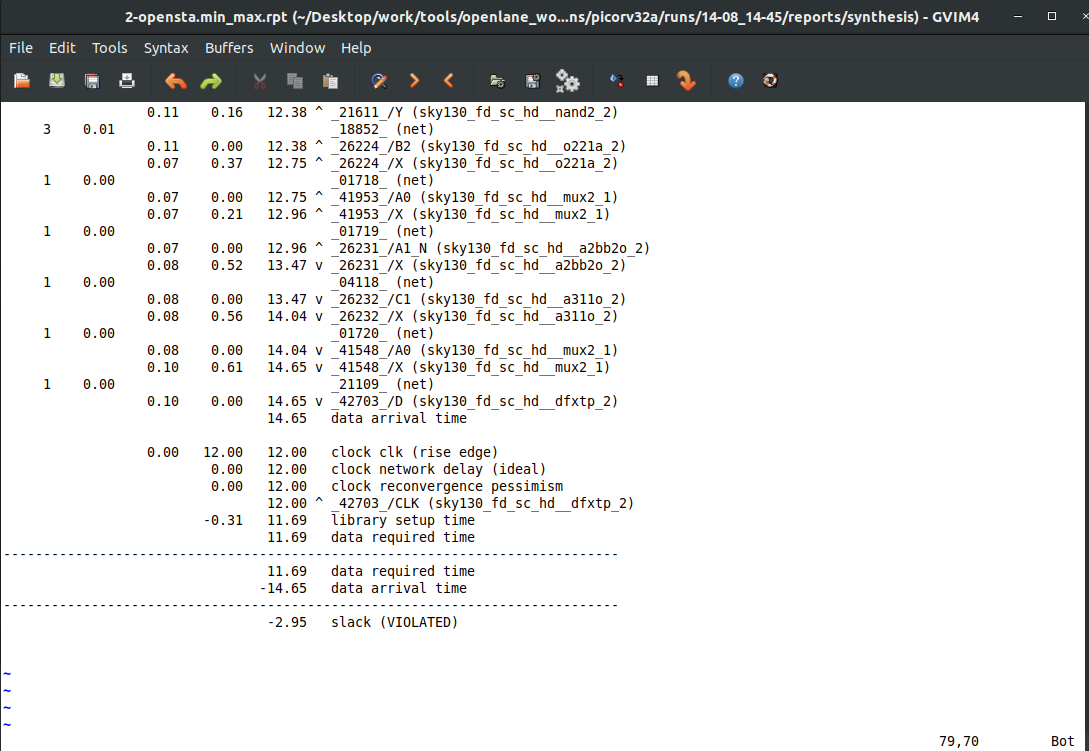 2-opensta.min_max.rpt (~/Desktop/work/tools/openlane_wo...ns/picorv32a/runs/14-08_14-45/reports/synthesis) - GVIM4
File Edit Tools Syntax Buffers Window Help
0.11 0.16 12.38 ^ _21611_/Y (sky130_fd_sc_hd__nand2_2)
3 0.01 _18852_ (net)
0.11 0.00 12.38 ^ _26224_/B2 (sky130_fd_sc_hd__o221a_2)
0.07 0.37 12.75 ^ _26224_/X (sky130_fd_sc_hd__o221a_2)
1 0.00 _01718_ (net)
0.07 0.00 12.75 ^ _41953_/A0 (sky130_fd_sc_hd__mux2_1)
0.07 0.21 12.96 ^ _41953_/X (sky130_fd_sc_hd__mux2_1)
1 0.00 _01719_ (net)
0.07 0.00 12.96 ^ _26231_/A1_N (sky130_fd_sc_hd__a2bb2o_2)
0.08 0.52 13.47 v _26231_/X (sky130_fd_sc_hd__a2bb2o_2)
1 0.00 _04118_ (net)
0.08 0.00 13.47 v _26232_/C1 (sky130_fd_sc_hd__a311o_2)
0.08 0.56 14.04 v _26232_/X (sky130_fd_sc_hd__a311o_2)
1 0.00 _01720_ (net)
0.08 0.00 14.04 v _41548_/A0 (sky130_fd_sc_hd__mux2_1)
0.10 0.61 14.65 v _41548_/X (sky130_fd_sc_hd__mux2_1)
1 0.00 _21109_ (net)
0.10 0.00 14.65 v _42703_/D (sky130_fd_sc_hd__dfxtp_2)
14.65 data arrival time
0.00 12.00 12.00 clock clk (rise edge)
0.00 12.00 clock network delay (ideal)
0.00 12.00 clock reconvergence pessimism
12.00 ^ _42703_/CLK (sky130_fd_sc_hd__dfxtp_2)
-0.31 11.69 library setup time
11.69 data required time
-----------------------------------------------------------------------------
11.69 data required time
-14.65 data arrival time
-----------------------------------------------------------------------------
-2.95 slack (VIOLATED)
~
~
~
~
79,70 Bot